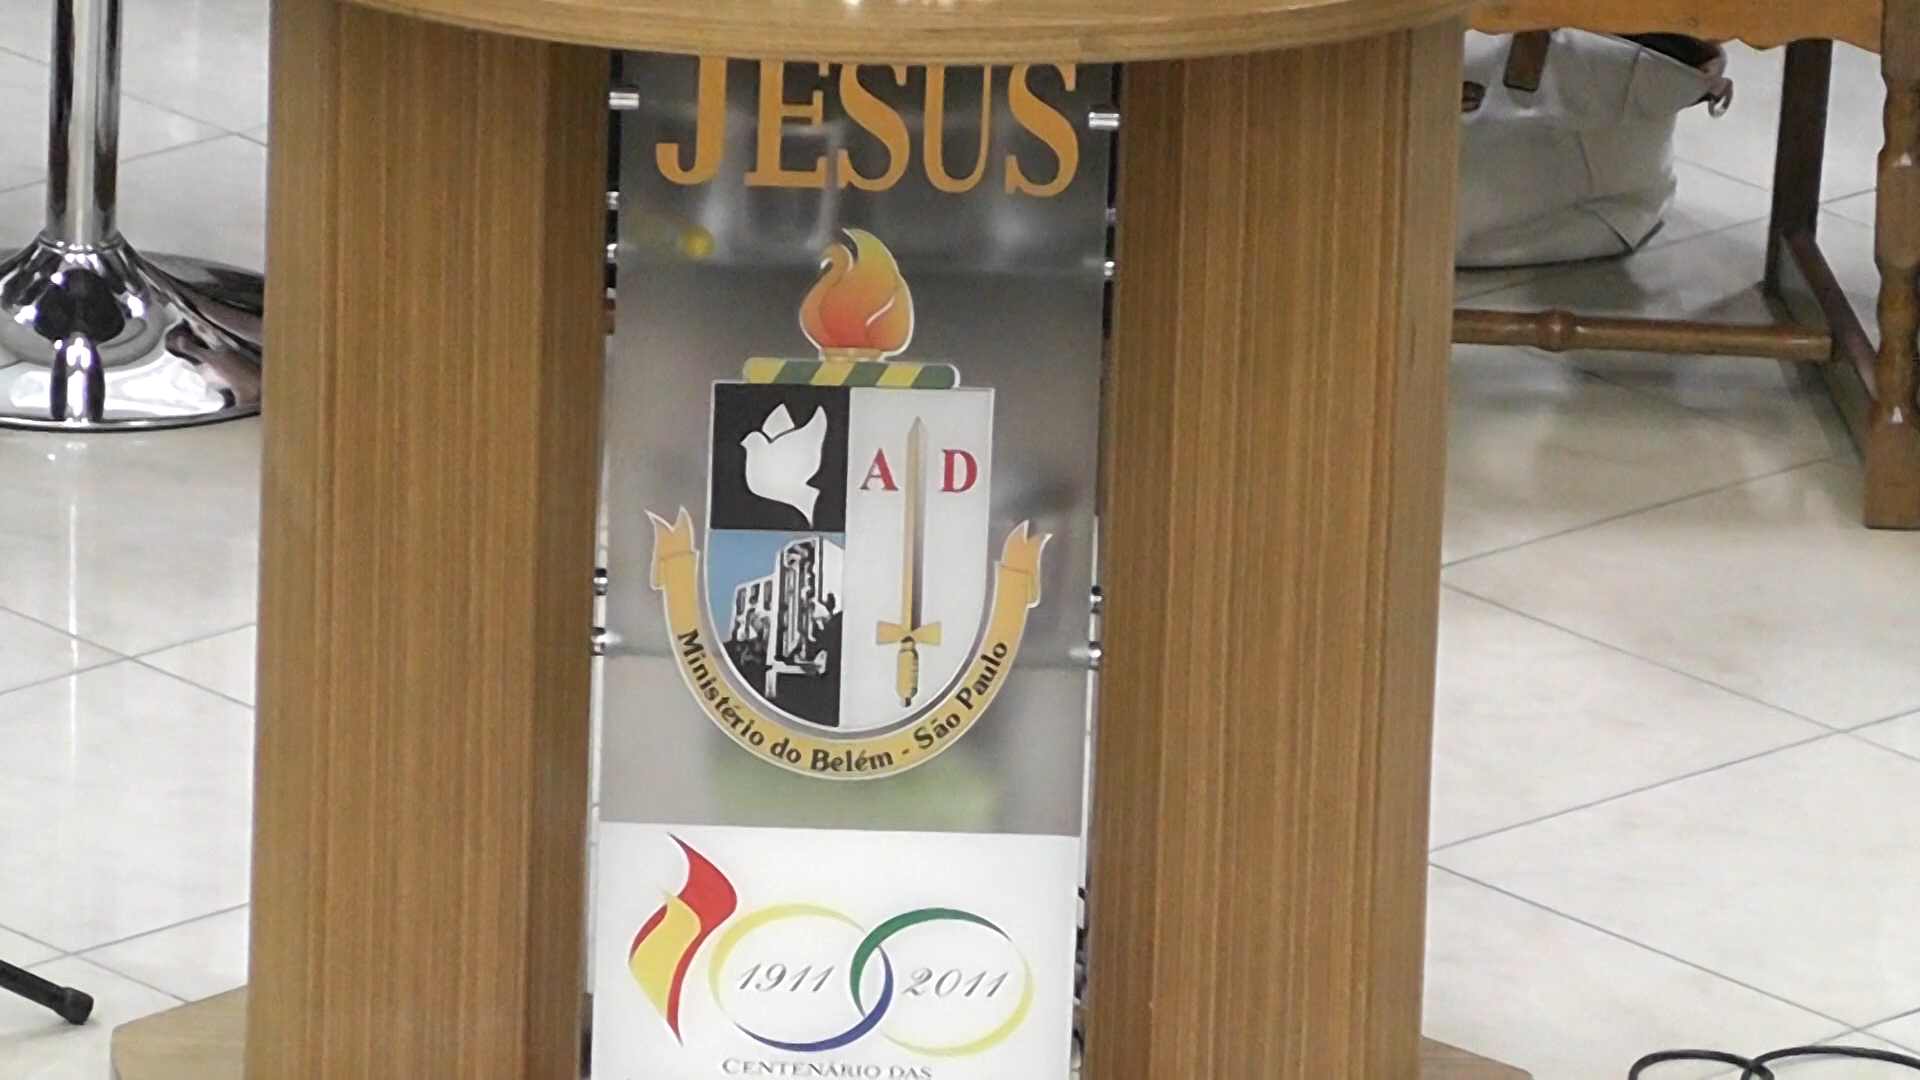 JESUS
A D
Ministério do Belém - São Paulo
1911 2011
CENTENÁRIO DAS